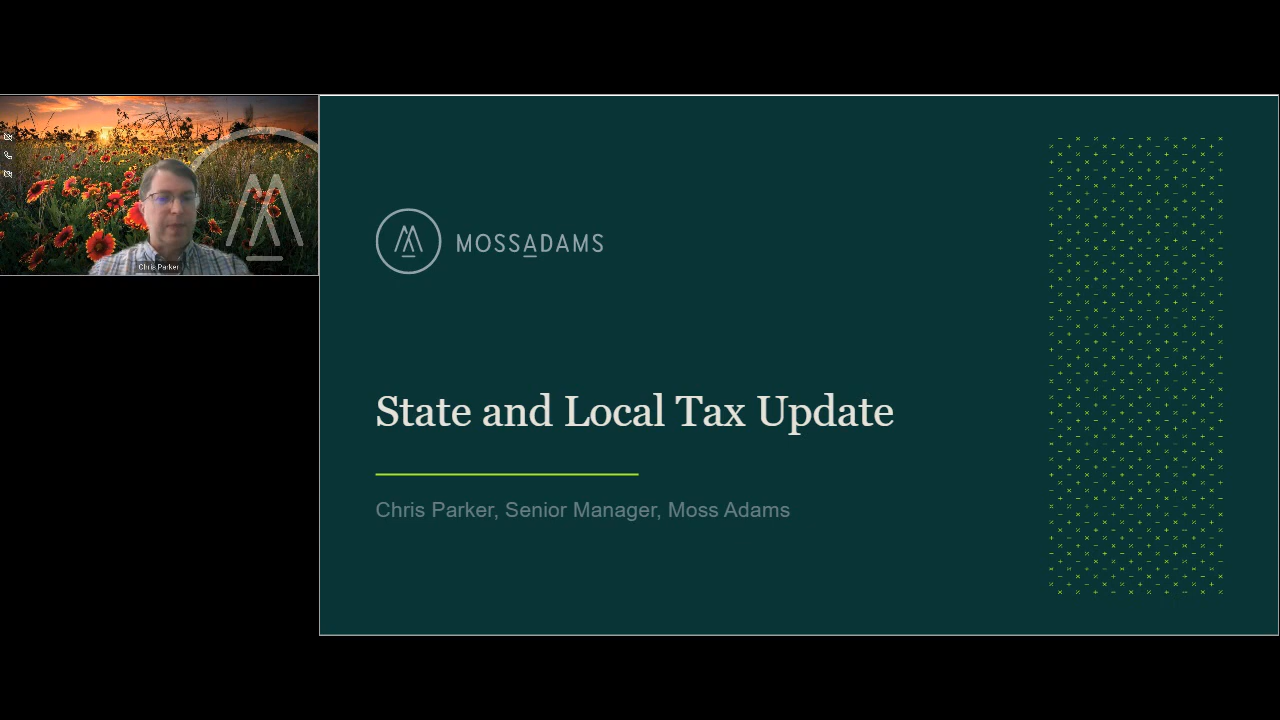 Chris Parker
MOSSADAMS
State and Local Tax Update
Chris Parker, Senior Manager, Moss Adams